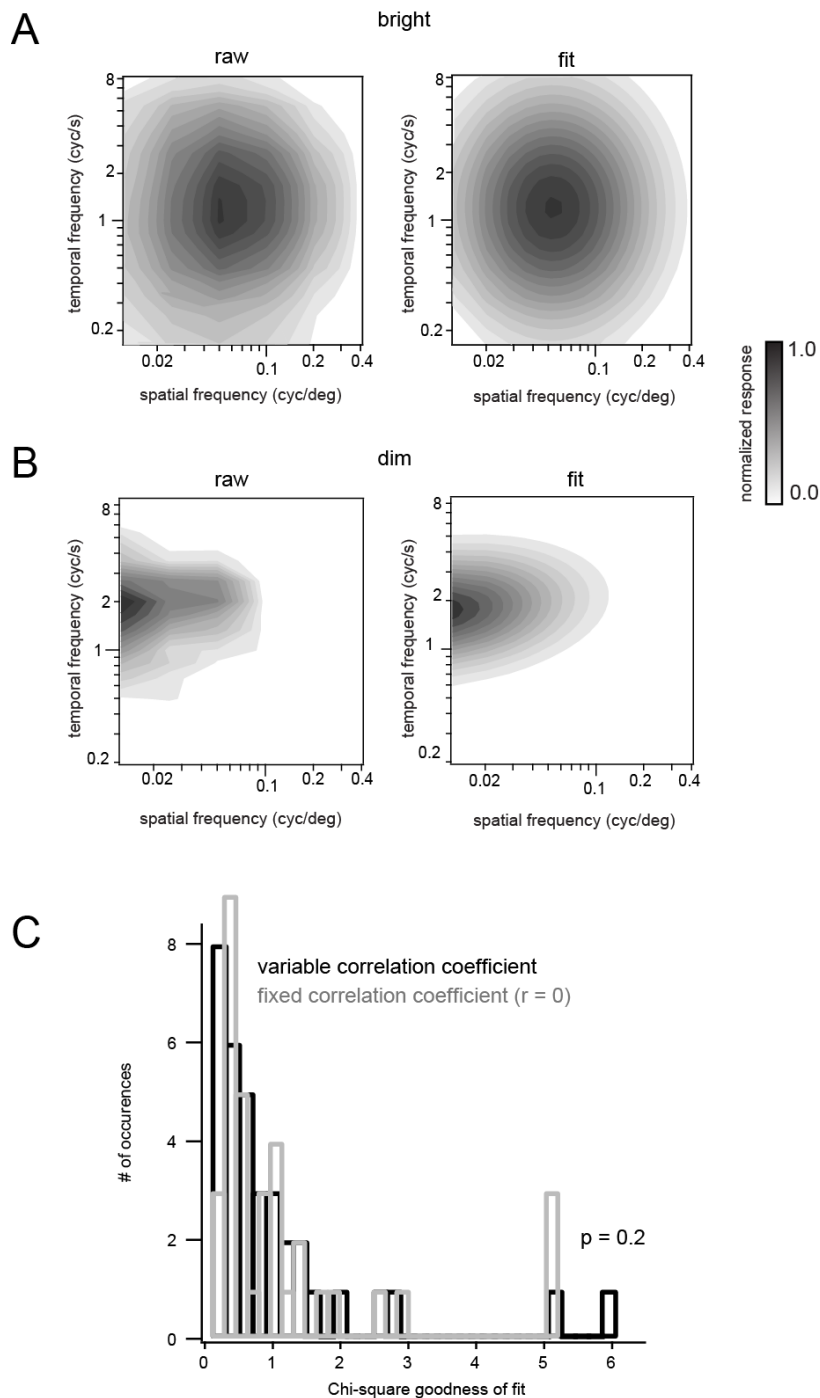 A
bright
raw
fit
temporal frequency (cyc/s)
8
2
1
0.2
0.02
0.1
0.2
0.4
spatial frequency (cyc/deg)
temporal frequency (cyc/s)
8
2
1
0.2
0.02
0.1
0.2
0.4
spatial frequency (cyc/deg)
normalized response
1.0
0.0
B
dim
raw
fit
temporal frequency (cyc/s)
8
2
1
0.2
0.02
0.1
0.2
0.4
spatial frequency (cyc/deg)
temporal frequency (cyc/s)
8
2
1
0.2
0.02
0.1
0.2
0.4
spatial frequency (cyc/deg)
C
variable correlation coefficient
fixed correlation coefficient (r = 0)
# of occurences
8
6
4
2
0
p = 0.2
0 1 2 3 4 5 6
Chi-square goodness of fit